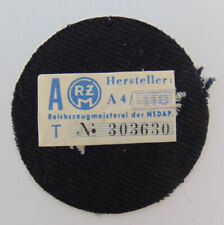 Hersteller:
A RZM A4/
Reichszeugmeisterei der NSDAP.
T № 303630